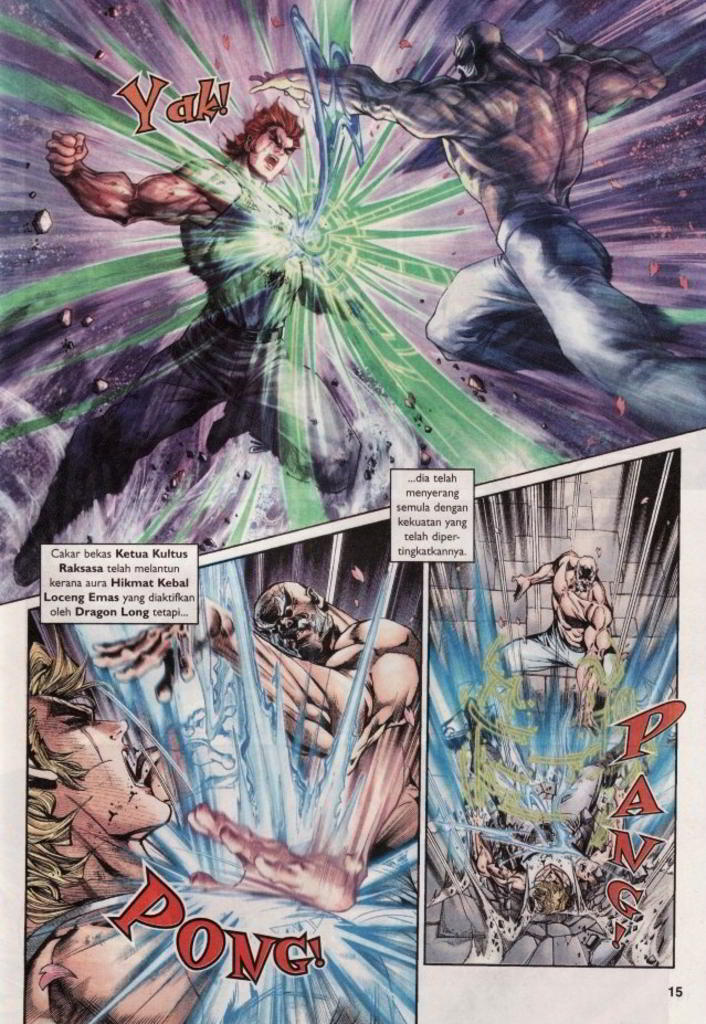 Yak!
...dia telah
menyerang
semula dengan
kekuatan yang
telah diper-
tingkatkannya.
Cakar bekas Ketua Kultus
Raksasa telah melantun
kerana aura Hikmat Kebal
Loceng Emas yang diaktifkan
oleh Dragon Long tetapi...
PONG!
PANG!
15